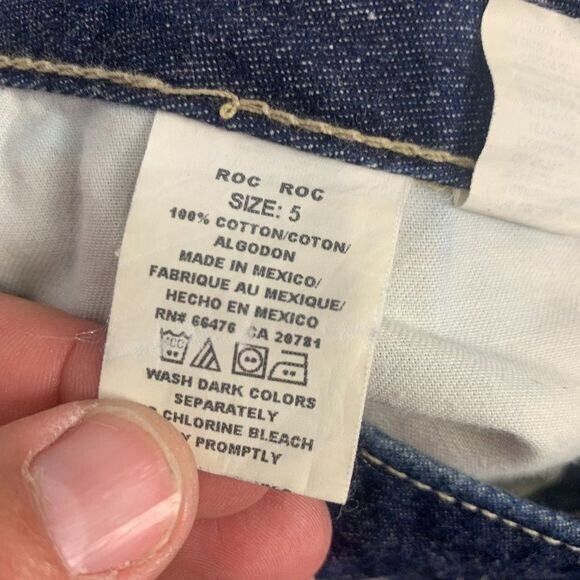 ROC ROC
SIZE: 5
100% COTTON/COTON/
ALGODON
MADE IN MEXICO/
FABRIQUE AU MEXIQUE/
HECHO EN MEXICO
RN# 66476 CA 20781
WASH DARK COLORS
SEPARATELY
CHLORINE BLEACH
PROMPTLY